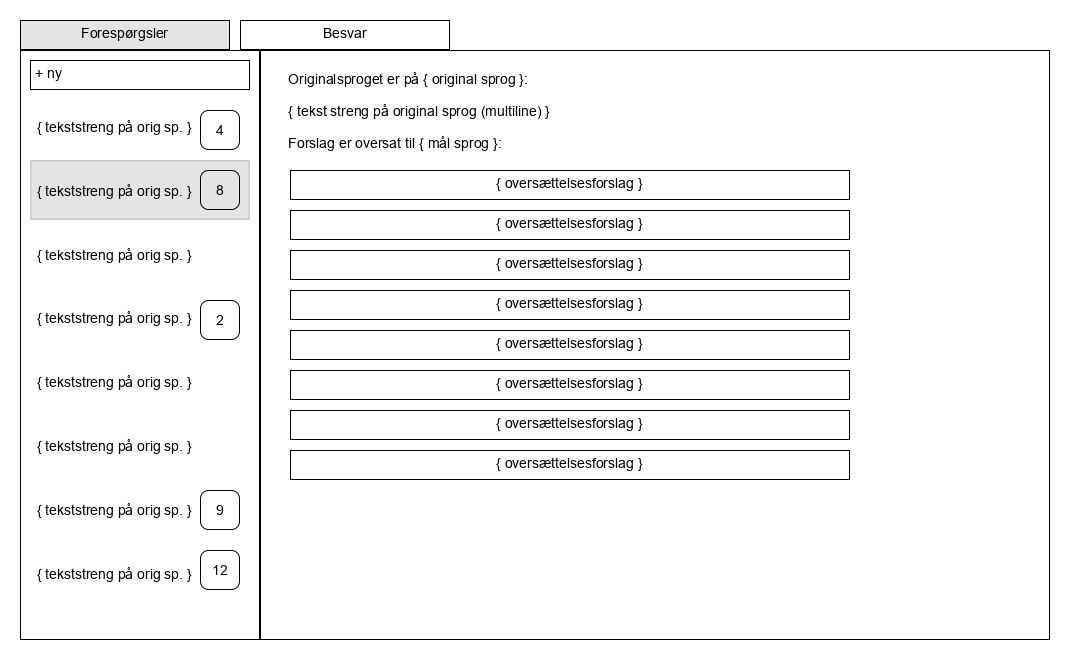 Forespørgsler
Besvar
+ ny
{ tekststreng på orig sp. }
4
{ tekststreng på orig sp. }
8
{ tekststreng på orig sp. }
{ tekststreng på orig sp. }
2
{ tekststreng på orig sp. }
{ tekststreng på orig sp. }
{ tekststreng på orig sp. }
9
{ tekststreng på orig sp. }
12
Originalsproget er på { original sprog }:
{ tekst streng på original sprog (multiline) }
Forslag er oversat til { mål sprog }:
{ oversættelsesforslag }
{ oversættelsesforslag }
{ oversættelsesforslag }
{ oversættelsesforslag }
{ oversættelsesforslag }
{ oversættelsesforslag }
{ oversættelsesforslag }
{ oversættelsesforslag }